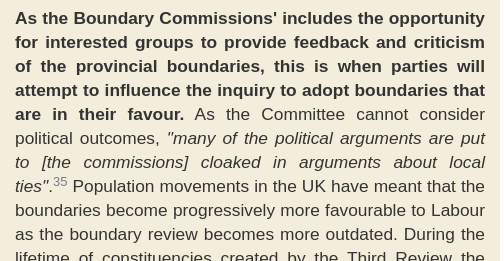 As the Boundary Commissions' includes the opportunity
for interested groups to provide feedback and criticism
of the provincial boundaries, this is when parties will
attempt to influence the inquiry to adopt boundaries that
are in their favour. As the Committee cannot consider
political outcomes, "many of the political arguments are put
to [the commissions] cloaked in arguments about local
ties".35 Population movements in the UK have meant that the
boundaries become progressively more favourable to Labour
as the boundary review becomes more outdated. During the
lifetime of constituencies created by the Third Review the